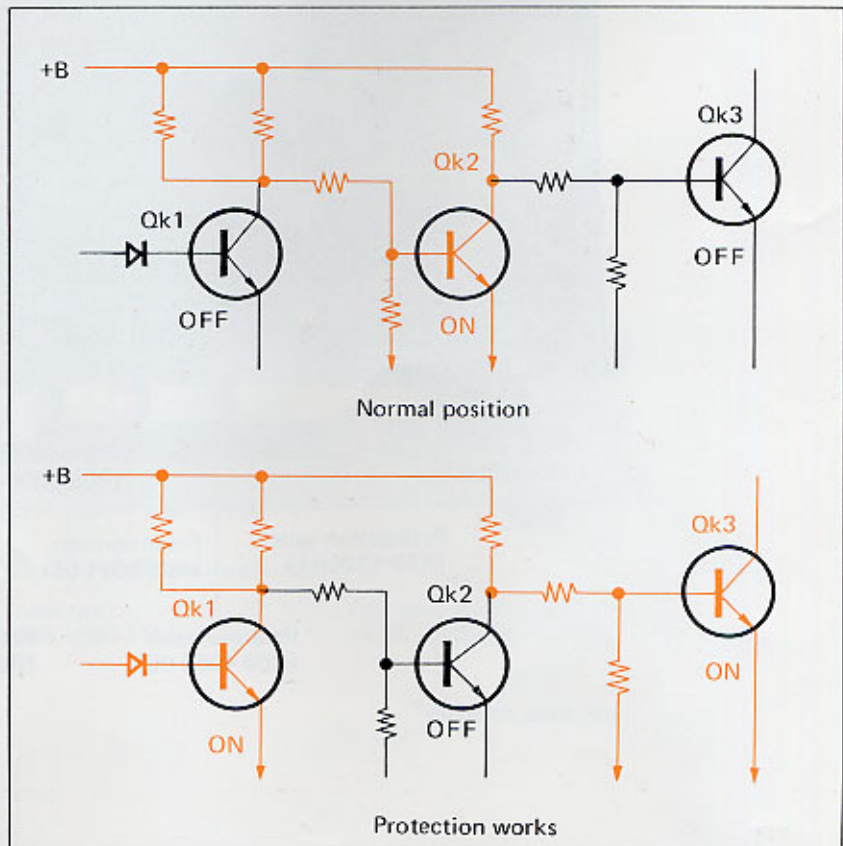 +B
Qk3
Qk2
Qk1
OFF
OFF
ON
Normal position
+B
Qk3
Qk1
Qk2
ON
OFF
ON
Protection works